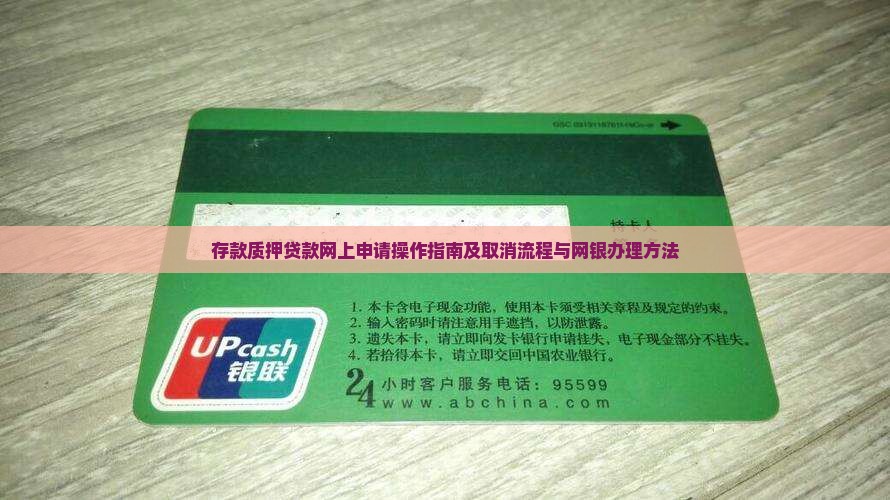 持卡人
存款质押贷款网上申请操作指南及取消流程与网银办理方法
1. 本卡含电子现金功能，使用本卡须受相关章程及规定的约束。
2. 输入密码时请注意用手遮挡，以防泄露。
3. 遗失本卡，请立即向发卡银行申请挂失，电子现金部分不挂失。
4. 若拾得本卡，请立即交回中国农业银行。
UPcash
银联
24小时客户服务电话：95599
www.abchina.com